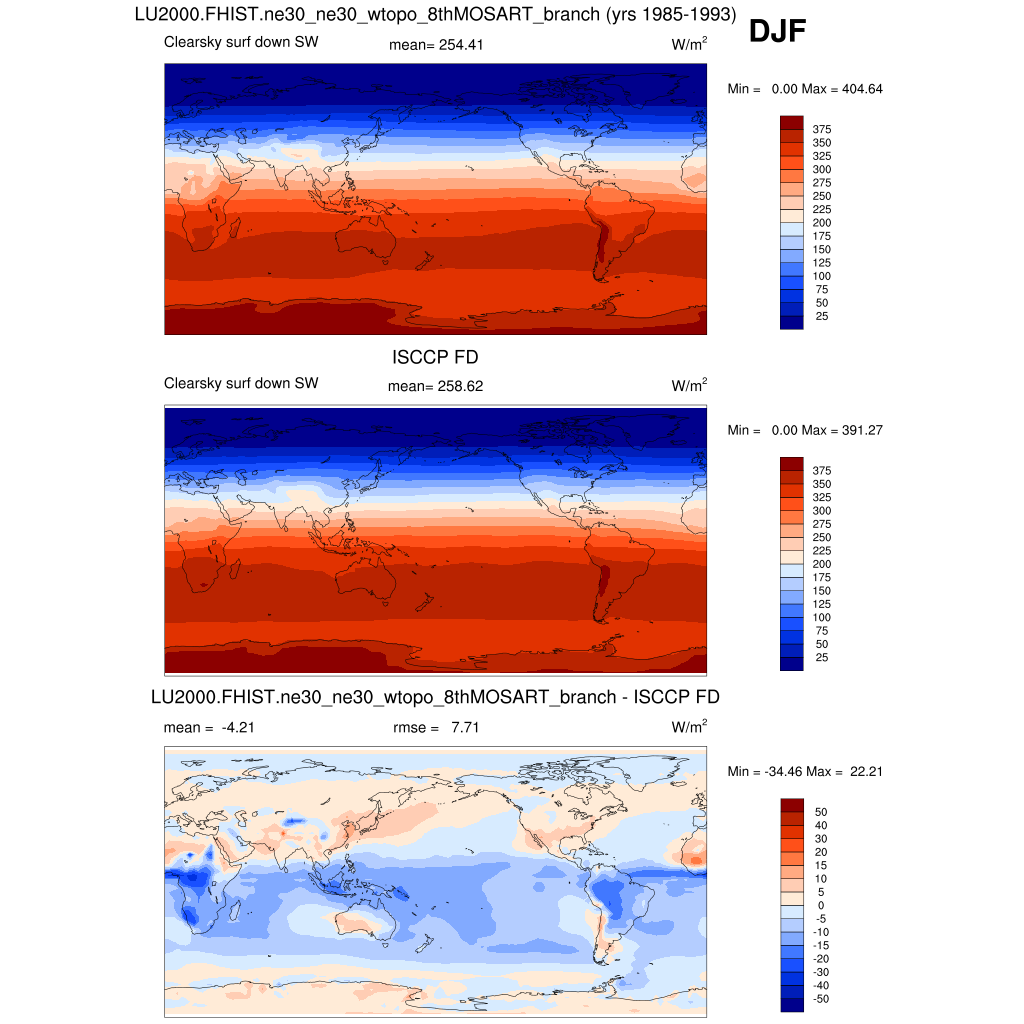 LU2000.FHIST.ne30_ne30_wtopo_8thMOSART_branch (yrs 1985-1993)
DJF
Clearsky surf down SW
mean= 254.41
W/m2
Min = 0.00 Max = 404.64
375
350
325
300
275
250
225
200
175
150
125
100
75
50
25
ISCCP FD
Clearsky surf down SW
mean= 258.62
W/m2
Min = 0.00 Max = 391.27
375
350
325
300
275
250
225
200
175
150
125
100
75
50
25
LU2000.FHIST.ne30_ne30_wtopo_8thMOSART_branch - ISCCP FD
mean = -4.21
rmse = 7.71
W/m2
Min = -34.46 Max = 22.21
50
40
30
20
15
10
5
0
-5
-10
-15
-20
-30
-40
-50